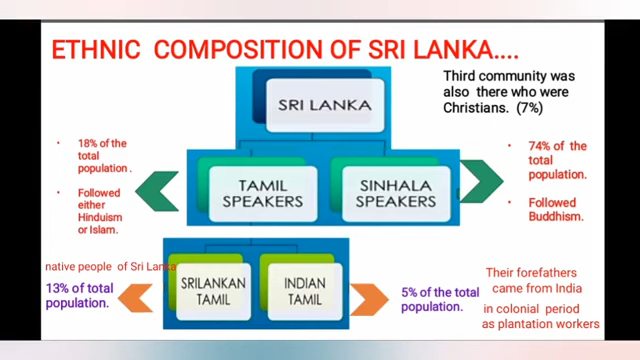 ETHNIC COMPOSITION OF SRI LANKA....
Third community was
also there who were
Christians. (7%)
SRI LANKA
• 18% of the
total
population .
• Followed
either
Hinduism
or Islam.
TAMIL
SPEAKERS
SINHALA
SPEAKERS
• 74% of the
total
population.
• Followed
Buddhism.
native people of Sri Lanka
13% of total
population.
SRILANKAN
TAMIL
INDIAN
TAMIL
5% of the total
population.
Their forefathers
came from India
in colonial period
as plantation workers